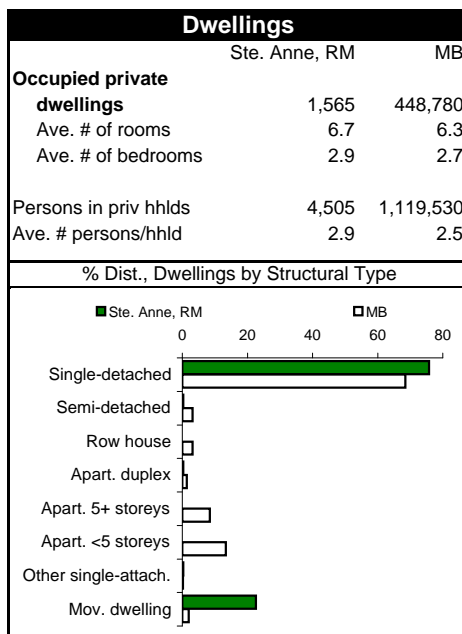 Dwellings
Ste. Anne, RM MB
Occupied private
dwellings 1,565 448,780
Ave. # of rooms 6.7 6.3
Ave. # of bedrooms 2.9 2.7
Persons in priv hhlds 4,505 1,119,530
Ave. # persons/hhld 2.9 2.5
% Dist., Dwellings by Structural Type
Ste. Anne, RM MB
0 20 40 60 80
Single-detached
Semi-detached
Row house
Apart. duplex
Apart. 5+ storeys
Apart. <5 storeys
Other single-attach.
Mov. dwelling